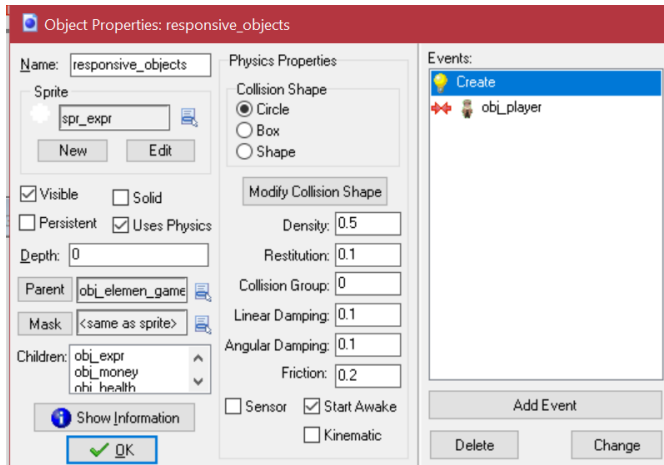 Object Properties: responsive_objects
Name: responsive_objects
Sprite
spr_expr
New Edit
Visible Solid
Persistent Uses Physics
Depth: 0
Parent obj_elemen_game
Mask <same as sprite>
Children: obj_expr
obj_money
obj_health
Show Information
OK
Physics Properties
Collision Shape
Circle
Box
Shape
Modify Collision Shape
Density: 0.5
Restitution: 0.1
Collision Group: 0
Linear Damping: 0.1
Angular Damping: 0.1
Friction: 0.2
Sensor Start Awake
Kinematic
Events:
Create
obj_player
Add Event
Delete Change